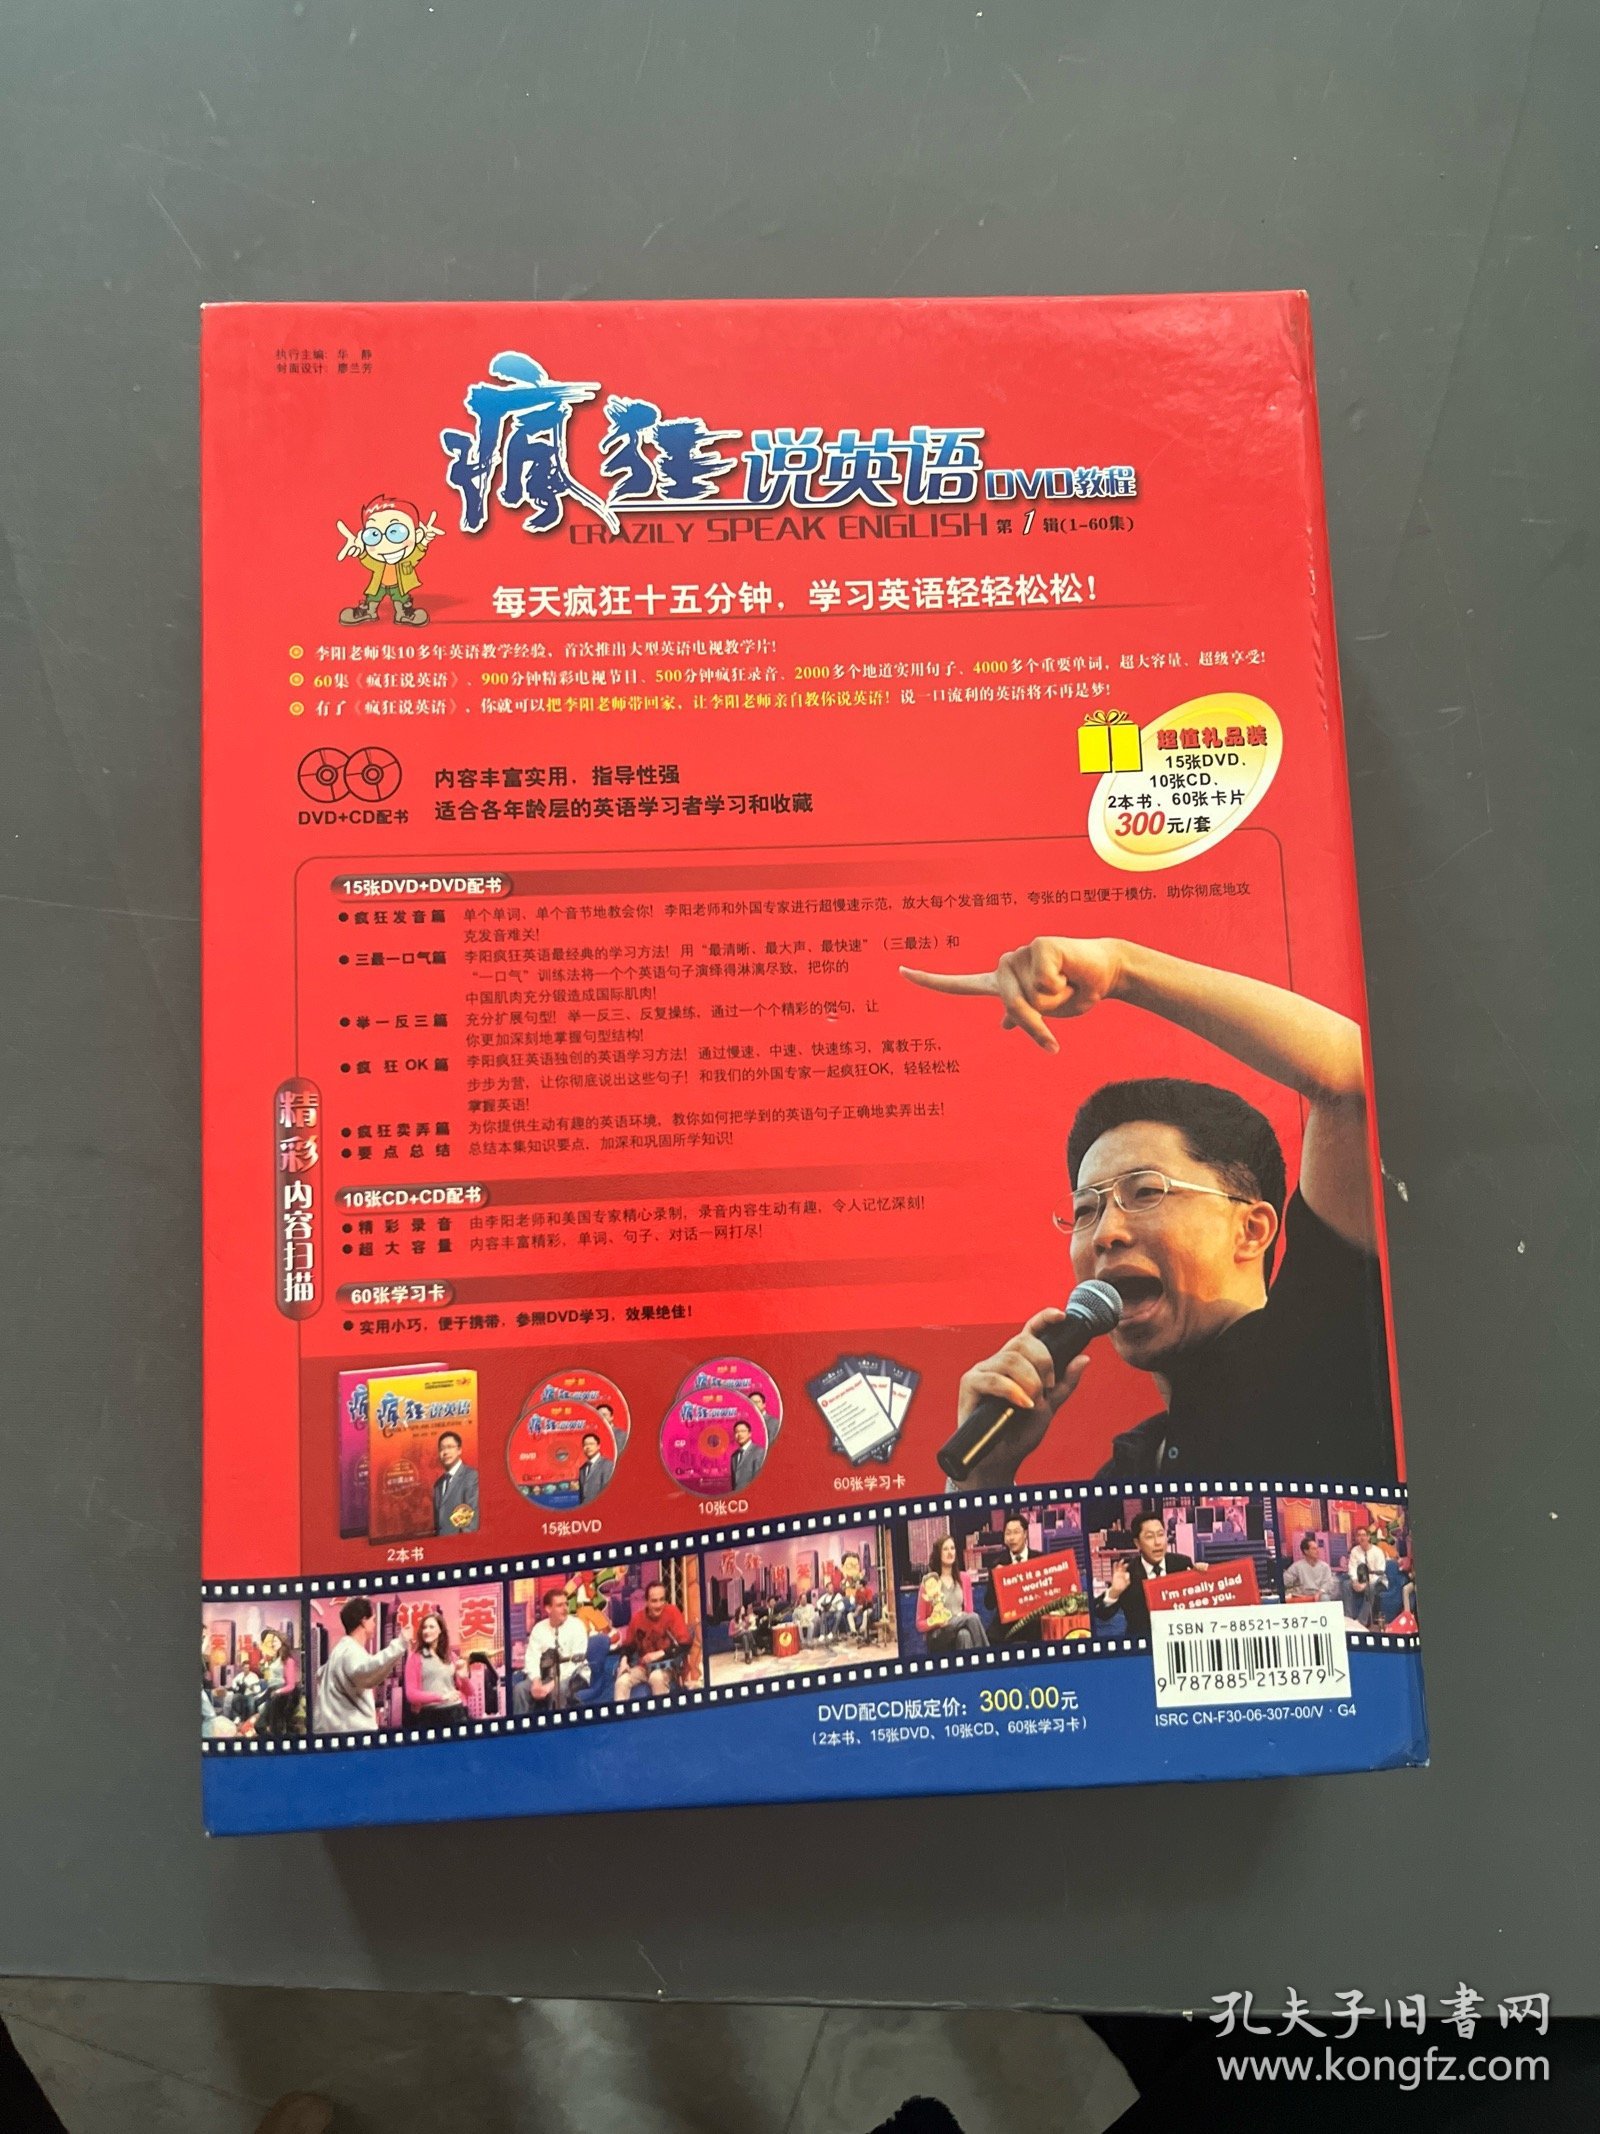 执行主编：华 静
封面设计：廖兰芳
疯狂说英语DVD教程
CRAZILY SPEAK ENGLISH 第1辑(1-60集)
每天疯狂十五分钟，学习英语轻轻松松！
李阳老师集10多年英语教学经验，首次推出大型英语电视教学片！
60集《疯狂说英语》、900分钟精彩电视节目、500分钟疯狂录音、2000多个地道实用句子、4000多个重要单词，超大容量、超级享受！
有了《疯狂说英语》，你就可以把李阳老师带回家，让李阳老师亲自教你说英语！说一口流利的英语将不再是梦！
超值礼品装
15张DVD、
10张CD、
2本书、60张卡片
300元/套
DVD+CD配书
内容丰富实用，指导性强
适合各年龄层的英语学习者学习和收藏
精彩内容扫描
15张DVD+DVD配书
●疯狂发音篇 单个单词、单个音节地教会你！李阳老师和外国专家进行超慢速示范，放大每个发音细节，夸张的口型便于模仿，助你彻底地攻
克发音难关！
●三最一口气篇 李阳疯狂英语最经典的学习方法！用“最清晰、最大声、最快速”（三最法）和
“一口气”训练法将一个个英语句子演绎得淋漓尽致，把你的
中国肌肉充分锻造成国际肌肉！
●举一反三篇 充分扩展句型！举一反三、反复操练，通过一个个精彩的例句，让
你更加深刻地掌握句型结构！
●疯狂OK篇 李阳疯狂英语独创的英语学习方法！通过慢速、中速、快速练习，寓教于乐，
步步为营，让你彻底说出这些句子！和我们的外国专家一起疯狂OK，轻轻松松
掌握英语！
●疯狂卖弄篇 为你提供生动有趣的英语环境，教你如何把学到的英语句子正确地卖弄出去！
●要点总结 总结本集知识要点，加深和巩固所学知识！
10张CD+CD配书
●精彩录音 由李阳老师和美国专家精心录制，录音内容生动有趣，令人记忆深刻！
●超大容量 内容丰富精彩，单词、句子、对话一网打尽！
60张学习卡
●实用小巧，便于携带，参照DVD学习，效果绝佳！
疯狂说英语
2本书
15张DVD
10张CD
60张学习卡
Isn't it a small
world?
I'm really glad
to see you.
ISBN 7-88521-387-0
9 787885 213879 >
ISRC CN-F30-06-307-00/V·G4
DVD配CD版定价：300.00元
（2本书、15张DVD、10张CD、60张学习卡）
孔夫子旧书网
www.kongfz.com